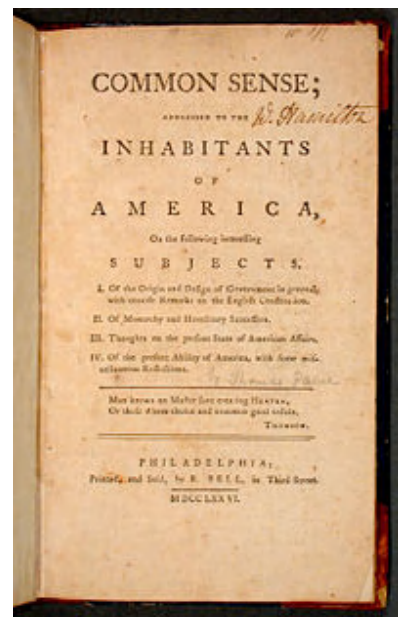 COMMON SENSE;
ADDRESSED TO THE
W. Hamilton
INHABITANTS
OF
AMERICA,
On the following interesting
SUBJECTS.
I. Of the Origin and Design of Government in general,
with concise Remarks on the English Constitution.
II. Of Monarchy and Hereditary Succession.
III. Thoughts on the present State of American Affairs.
IV. Of the present Ability of America, with some mis-
cellaneous Reflections.
Thomas Paine
Man knows no Master save creating HEAVEN,
Or those whom choice and common good ordain.
THOMSON.
PHILADELPHIA;
Printed, and Sold, by R. BELL, in Third Street.
MDCCLXXVI.